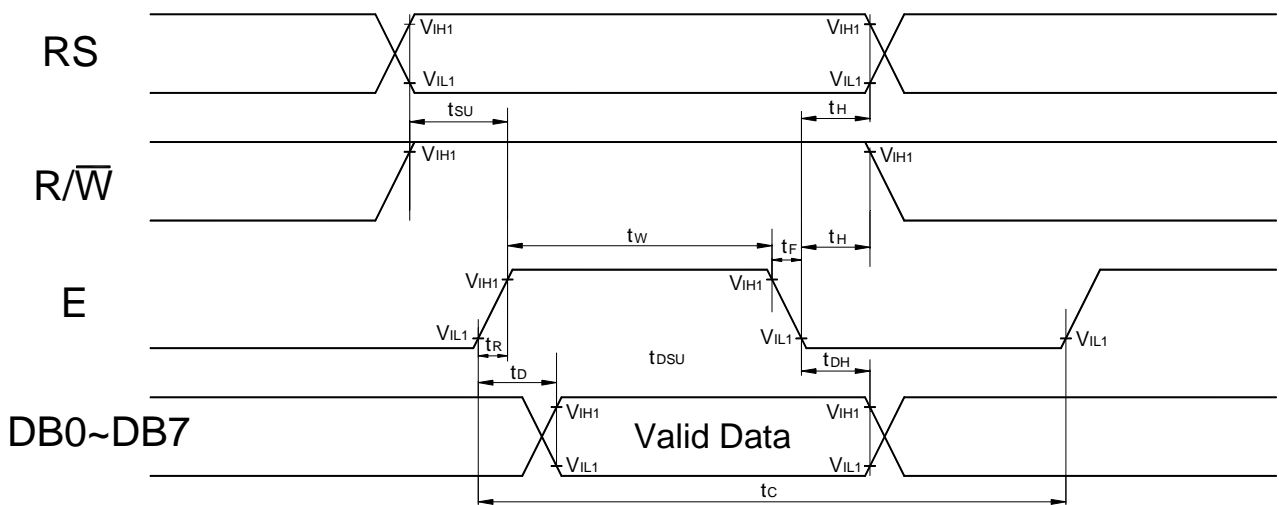 RS
VIH1
VIH1
VIL1
VIL1
tSU
tH
R/W̅
VIH1
VIH1
tW
tF
tH
E
VIH1
VIH1
VIL1
VIL1
VIL1
tR
tD
tDSU
tDH
DB0~DB7
VIH1
VIH1
Valid Data
VIL1
VIL1
tC